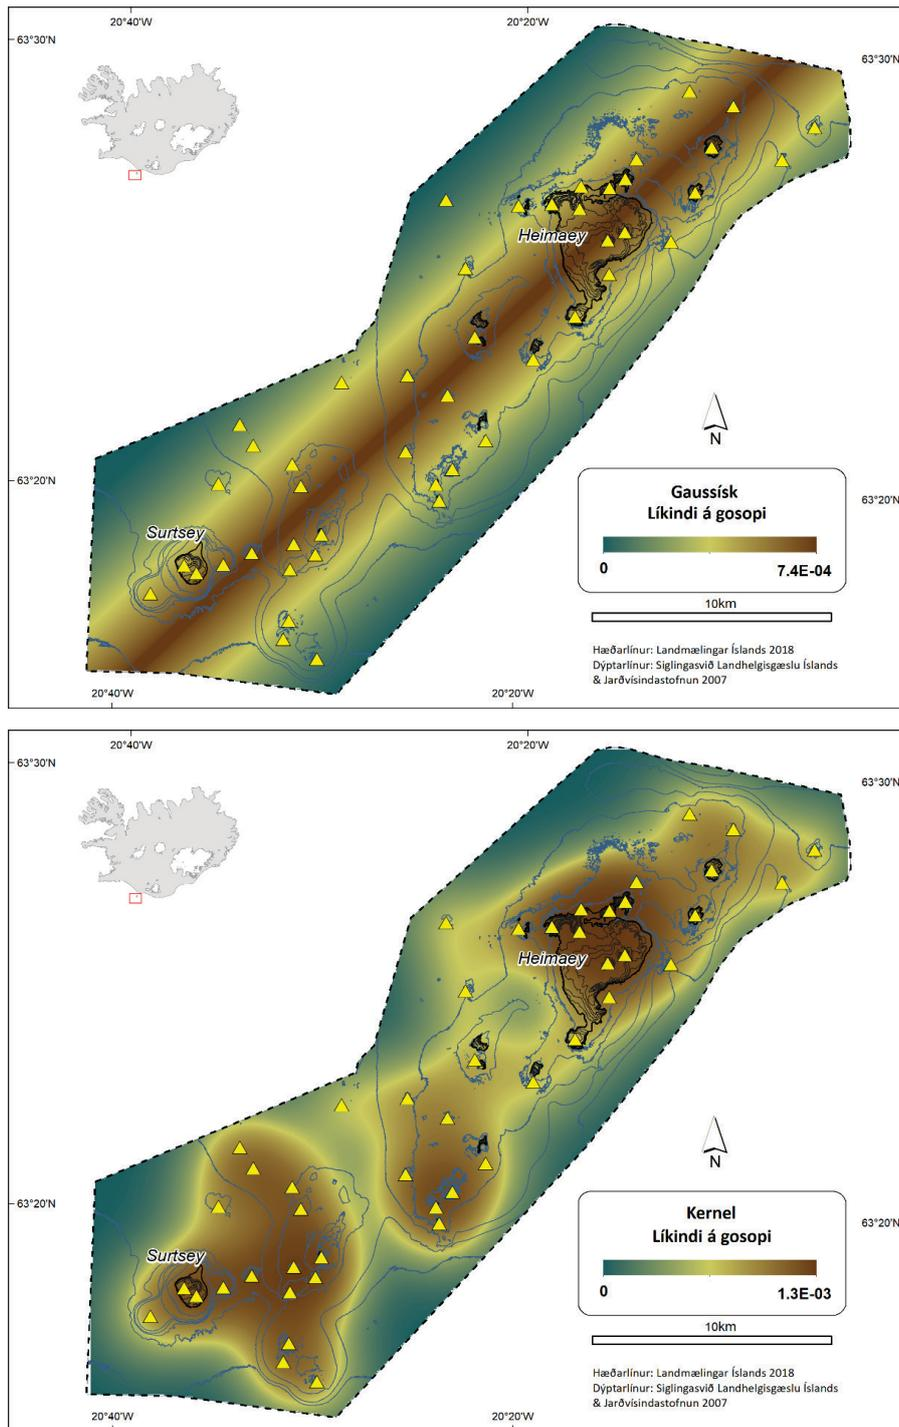 20°40'W
20°20'W
63°30'N
63°30'N
Heimaey
63°20'N
63°20'N
Surtsey
N
Gaussísk
Líkindi á gosopi
0
7.4E-04
10km
Hæðarlínur: Landmælingar Íslands 2018
Dýptarlínur: Siglingasvið Landhelgisgæslu Íslands
& Jarðvísindastofnun 2007
20°40'W
20°20'W
20°40'W
20°20'W
63°30'N
63°30'N
Heimaey
63°20'N
63°20'N
Surtsey
N
Kernel
Líkindi á gosopi
0
1.3E-03
10km
Hæðarlínur: Landmælingar Íslands 2018
Dýptarlínur: Siglingasvið Landhelgisgæslu Íslands
& Jarðvísindastofnun 2007
20°40'W
20°20'W